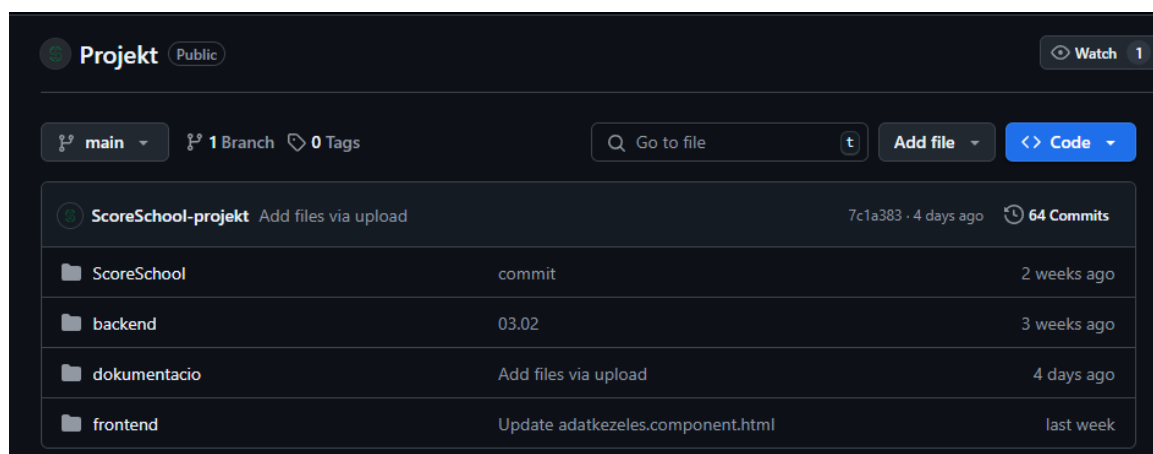 Projekt Public Watch 1
main 1 Branch 0 Tags Go to file t Add file <> Code
ScoreSchool-projekt Add files via upload 7c1a383 · 4 days ago 64 Commits
ScoreSchool commit 2 weeks ago
backend 03.02 3 weeks ago
dokumentacio Add files via upload 4 days ago
frontend Update adatkezeles.component.html last week